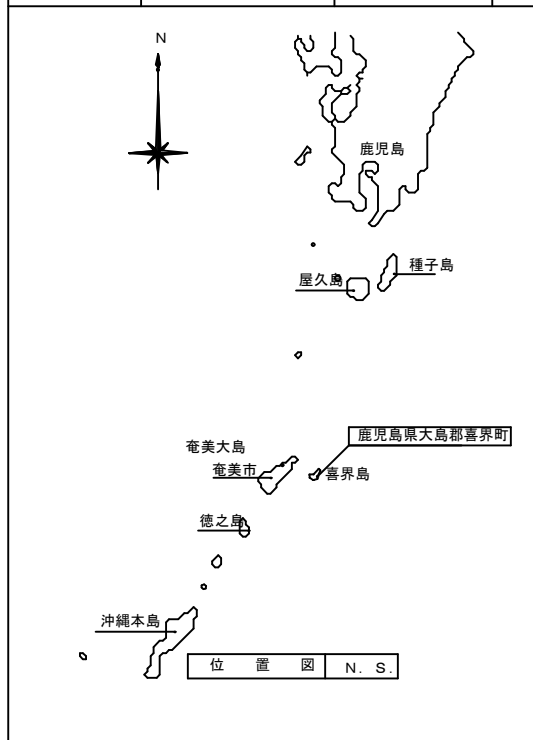 N
鹿児島
種子島
屋久島
鹿児島県大島郡喜界町
奄美大島
奄美市
喜界島
徳之島
沖縄本島
位 置 図 N. S.